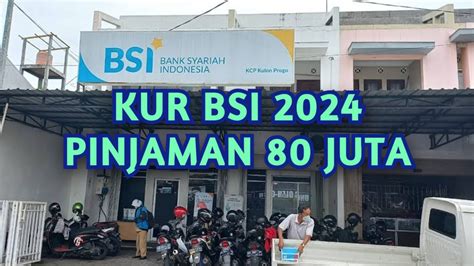 BSI
BANK SYARIAH
INDONESIA
KCP Kulon Progo
KUR BSI 2024
PINJAMAN 80 JUTA